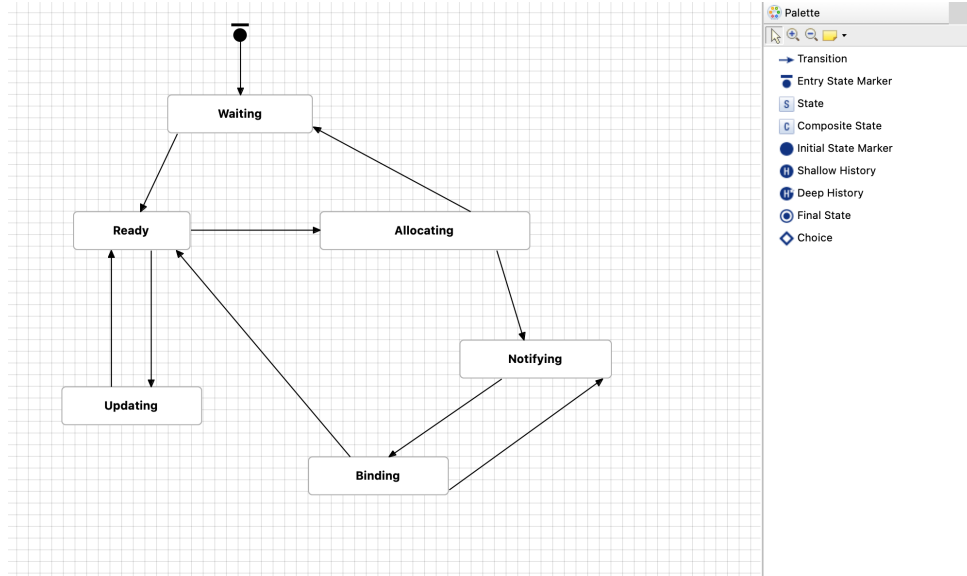 Palette
Transition
Entry State Marker
S State
C Composite State
Initial State Marker
H Shallow History
H* Deep History
Final State
Choice
Waiting
Ready
Allocating
Notifying
Updating
Binding